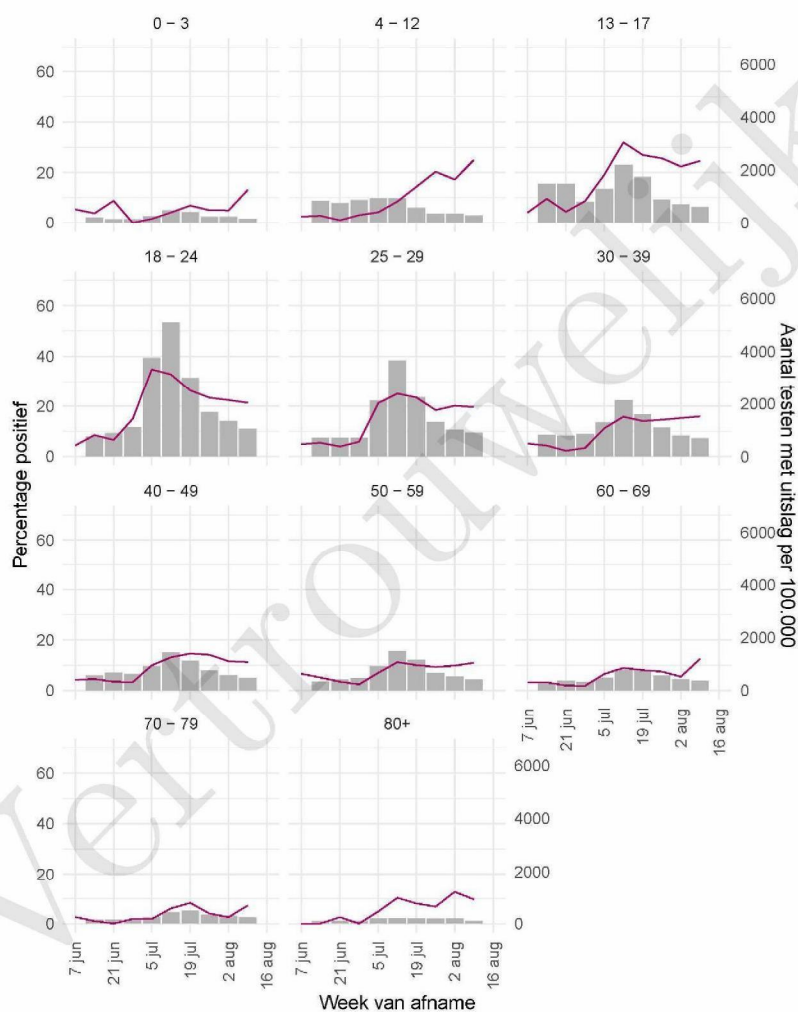 0 – 3
4 – 12
13 – 17
60
40
20
0
6000
4000
2000
0
18 – 24
25 – 29
30 – 39
60
40
20
0
6000
4000
2000
0
40 – 49
50 – 59
60 – 69
60
40
20
0
6000
4000
2000
0
70 – 79
80+
7 jun
21 jun
5 jul
19 jul
2 aug
16 aug
60
40
20
0
6000
4000
2000
0
7 jun
21 jun
5 jul
19 jul
2 aug
16 aug
7 jun
21 jun
5 jul
19 jul
2 aug
16 aug
Week van afname
Percentage positief
Aantal testen met uitslag per 100.000
Vertrouwelijk